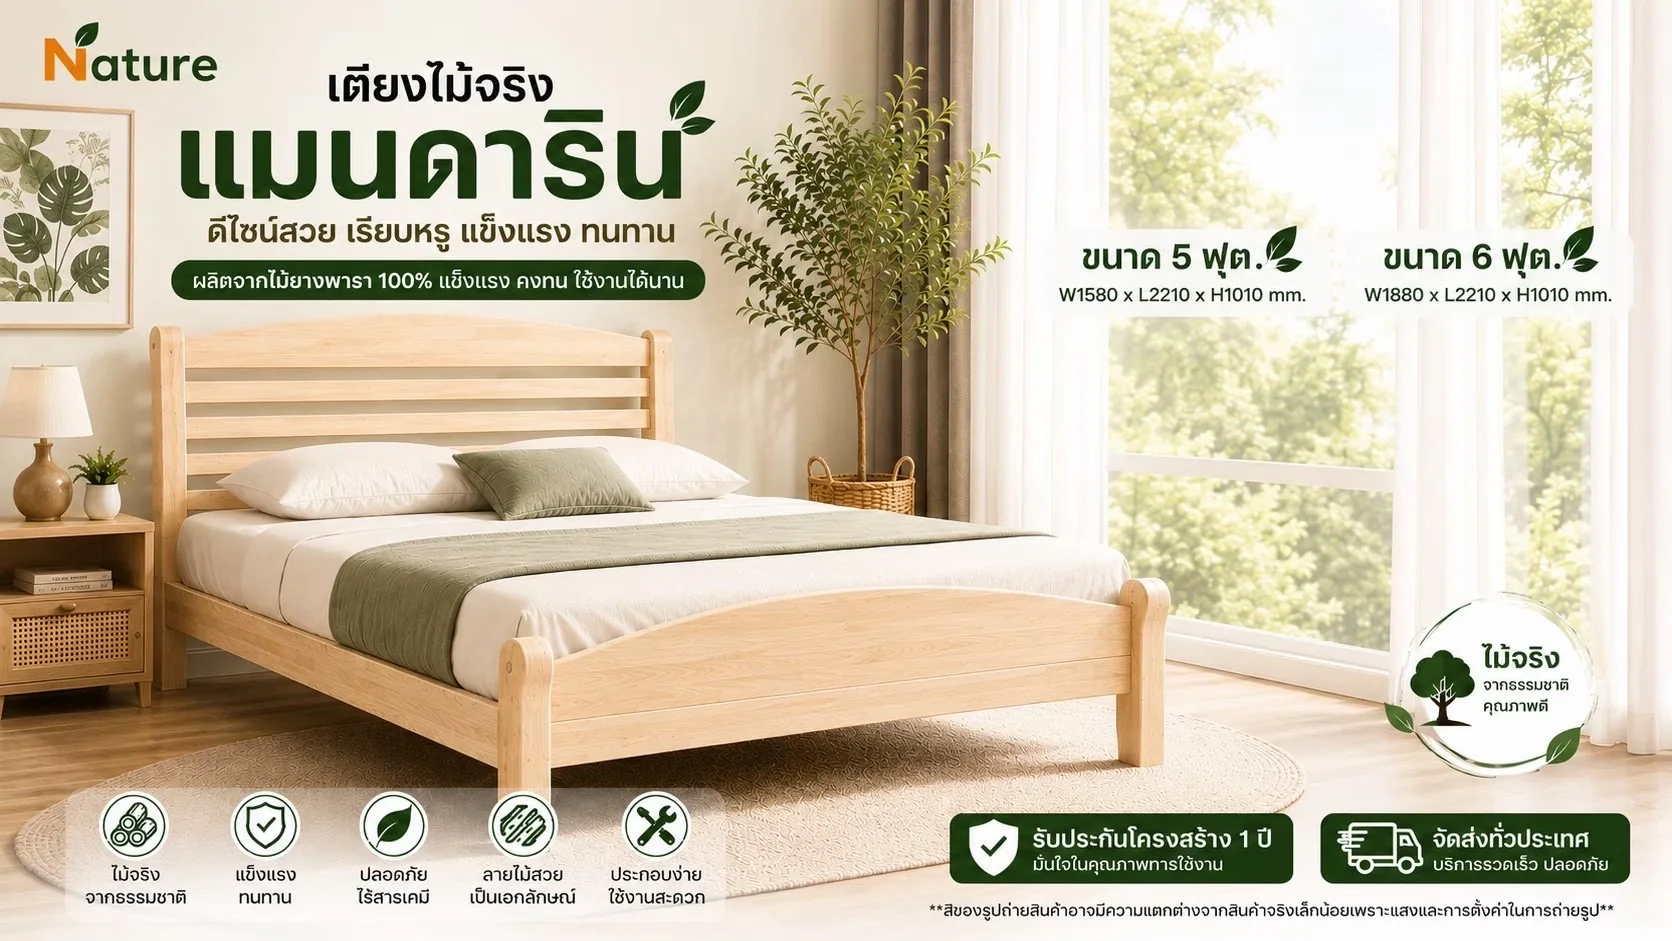 Nature
เตียงไม้จริง
แมนดาริน
ดีไซน์สวย เรียบหรู แข็งแรง ทนทาน
ผลิตจากไม้ยางพารา 100% แข็งแรง คงทน ใช้งานได้นาน
ขนาด 5 ฟุต.
W1580 x L2210 x H1010 mm.
ขนาด 6 ฟุต.
W1880 x L2210 x H1010 mm.
ไม้จริง
จากธรรมชาติ
คุณภาพดี
ไม้จริง
จากธรรมชาติ
แข็งแรง
ทนทาน
ปลอดภัย
ไร้สารเคมี
ลายไม้สวย
เป็นเอกลักษณ์
ประกอบง่าย
ใช้งานสะดวก
รับประกันโครงสร้าง 1 ปี
มั่นใจในคุณภาพทารใช้งาน
จัดส่งทั่วประเทศ
บริการรวดเร็ว ปลอดภัย
**สีของรูปถ่ายสินค้าอาจมีความแตกต่างจากสินค้าจริงเล็กน้อยเพราะแสงและการตั้งค่าในการถ่ายรูป**